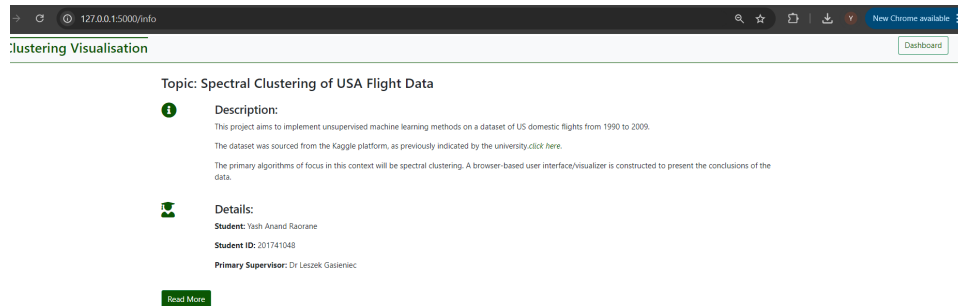 127.0.0.1:5000/info
Y
New Chrome available
Clustering Visualisation
Dashboard
Topic: Spectral Clustering of USA Flight Data
Description:
This project aims to implement unsupervised machine learning methods on a dataset of US domestic flights from 1990 to 2009.
The dataset was sourced from the Kaggle platform, as previously indicated by the university.click here.
The primary algorithms of focus in this context will be spectral clustering. A browser-based user interface/visualizer is constructed to present the conclusions of the
data.
Details:
Student: Yash Anand Raorane
Student ID: 201741048
Primary Supervisor: Dr Leszek Gasieniec
Read More